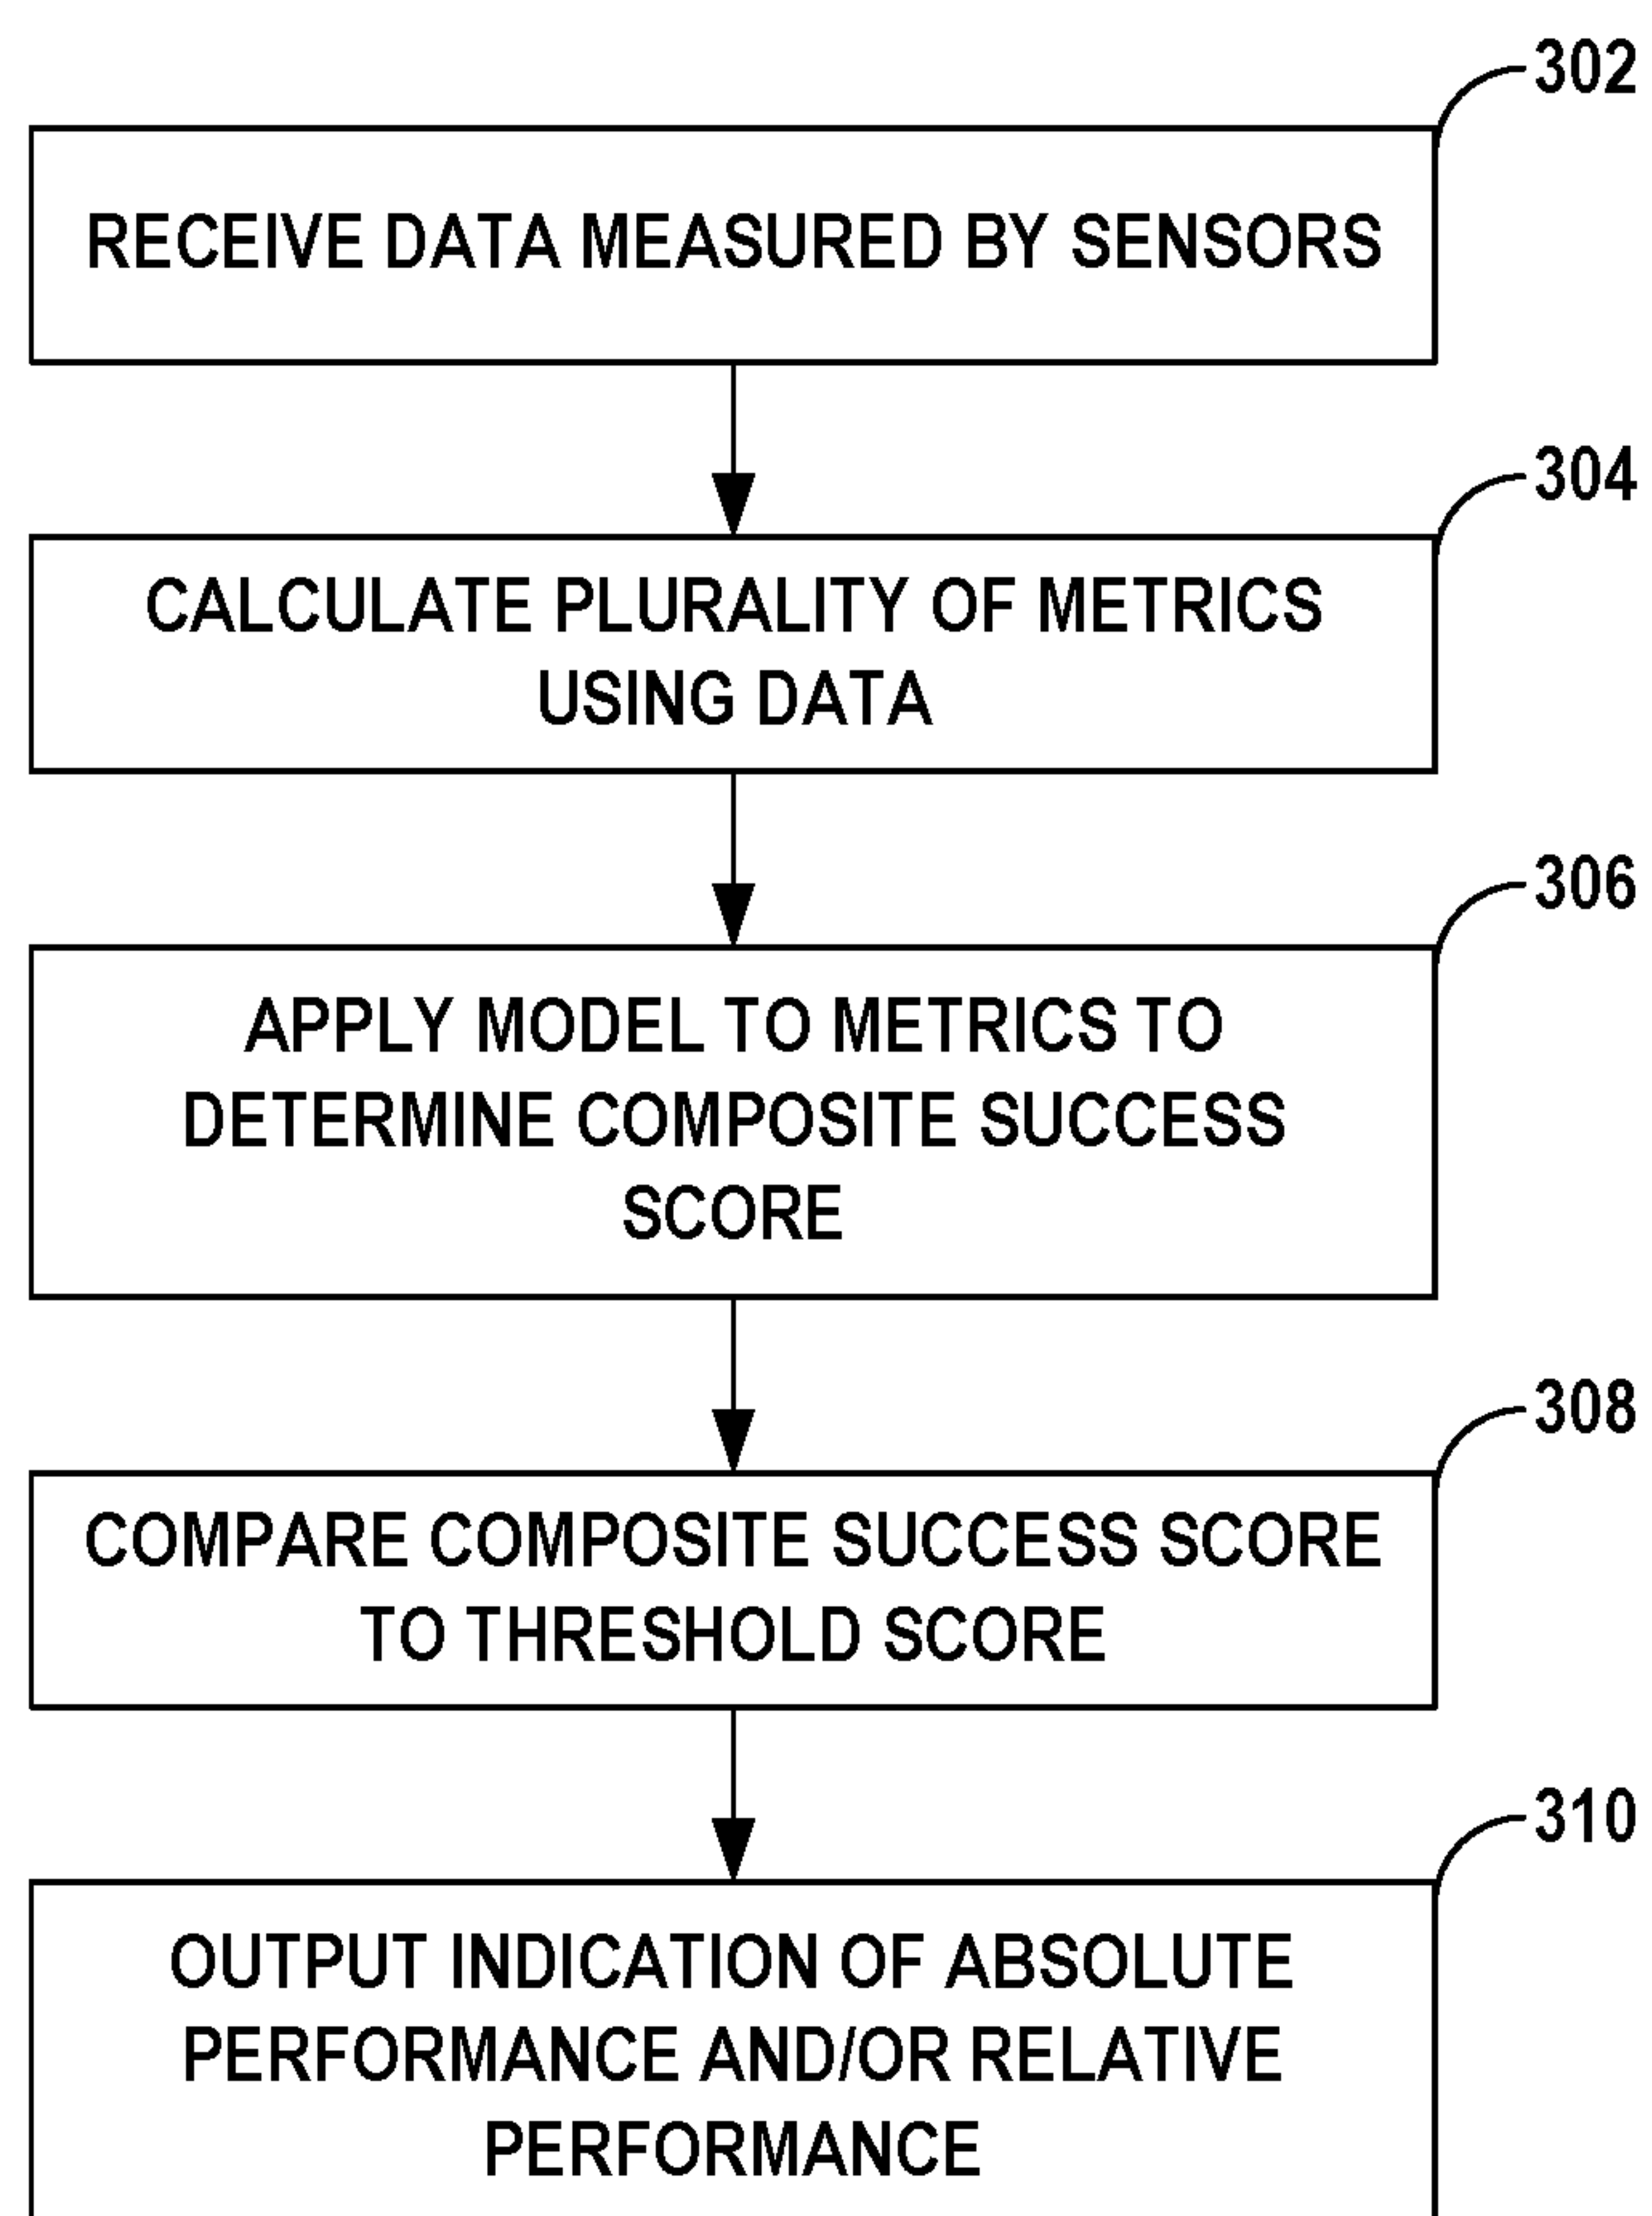 302
RECEIVE DATA MEASURED BY SENSORS
304
CALCULATE PLURALITY OF METRICS
USING DATA
306
APPLY MODEL TO METRICS TO
DETERMINE COMPOSITE SUCCESS
SCORE
308
COMPARE COMPOSITE SUCCESS SCORE
TO THRESHOLD SCORE
310
OUTPUT INDICATION OF ABSOLUTE
PERFORMANCE AND/OR RELATIVE
PERFORMANCE